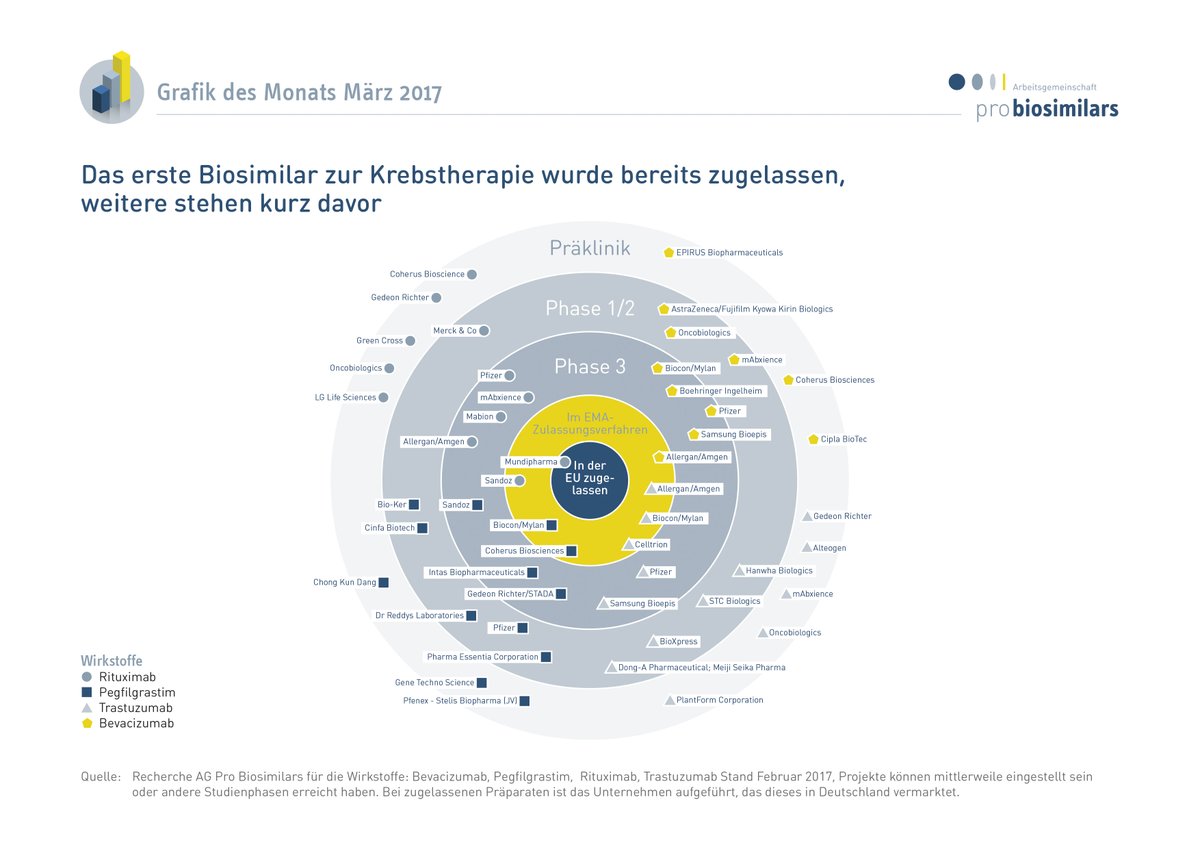 Grafik des Monats März 2017
Arbeitsgemeinschaft
probiosimilars
Das erste Biosimilar zur Krebstherapie wurde bereits zugelassen,
weitere stehen kurz davor
Präklinik
Phase 1/2
Phase 3
Im EMA-
Zulassungsverfahren
In der
EU zuge-
lassen
Coherus Bioscience
Gedeon Richter
Merck & Co
Green Cross
Oncobiologics
LG Life Sciences
Pfizer
mAbxience
Mabion
Allergan/Amgen
Mundipharma
Sandoz
EPIRUS Biopharmaceuticals
AstraZeneca/Fujifilm Kyowa Kirin Biologics
Oncobiologics
mAbxience
Biocon/Mylan
Coherus Biosciences
Boehringer Ingelheim
Pfizer
Samsung Bioepis
Cipla BioTec
Allergan/Amgen
Allergan/Amgen
Biocon/Mylan
Gedeon Richter
Celltrion
Alteogen
Pfizer
Hanwha Biologics
mAbxience
Samsung Bioepis
STC Biologics
Oncobiologics
BioXpress
Dong-A Pharmaceutical; Meiji Seika Pharma
PlantForm Corporation
Bio-Ker
Sandoz
Cinfa Biotech
Biocon/Mylan
Coherus Biosciences
Intas Biopharmaceuticals
Chong Kun Dang
Gedeon Richter/STADA
Dr Reddys Laboratories
Pfizer
Pharma Essentia Corporation
Gene Techno Science
Pfenex - Stelis Biopharma (JV)
Wirkstoffe
Rituximab
Pegfilgrastim
Trastuzumab
Bevacizumab
Quelle: Recherche AG Pro Biosimilars für die Wirkstoffe: Bevacizumab, Pegfilgrastim, Rituximab, Trastuzumab Stand Februar 2017, Projekte können mittlerweile eingestellt sein
oder andere Studienphasen erreicht haben. Bei zugelassenen Präparaten ist das Unternehmen aufgeführt, das dieses in Deutschland vermarktet.